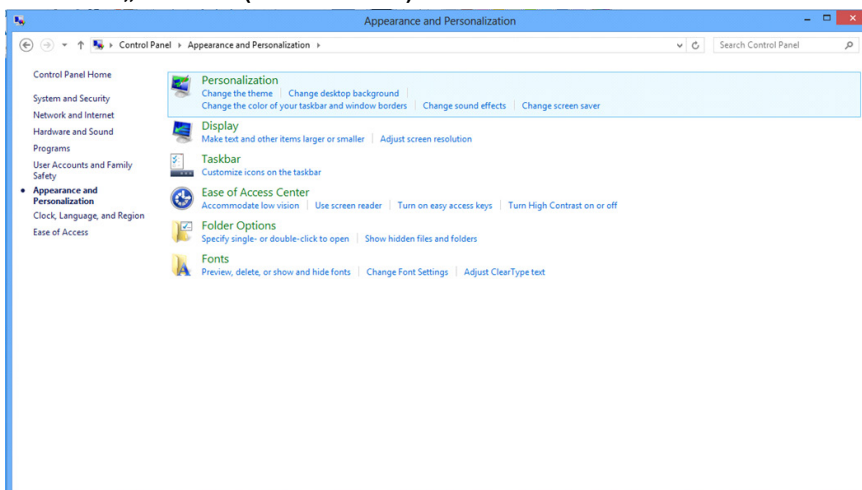 Appearance and Personalization
Control Panel ▸ Appearance and Personalization ▸
Search Control Panel
Control Panel Home
System and Security
Network and Internet
Hardware and Sound
Programs
User Accounts and Family
Safety
Appearance and
Personalization
Clock, Language, and Region
Ease of Access
Personalization
Change the theme | Change desktop background |
Change the color of your taskbar and window borders | Change sound effects | Change screen saver
Display
Make text and other items larger or smaller | Adjust screen resolution
Taskbar
Customize icons on the taskbar
Ease of Access Center
Accommodate low vision | Use screen reader | Turn on easy access keys | Turn High Contrast on or off
Folder Options
Specify single- or double-click to open | Show hidden files and folders
Fonts
Preview, delete, or show and hide fonts | Change Font Settings | Adjust ClearType text